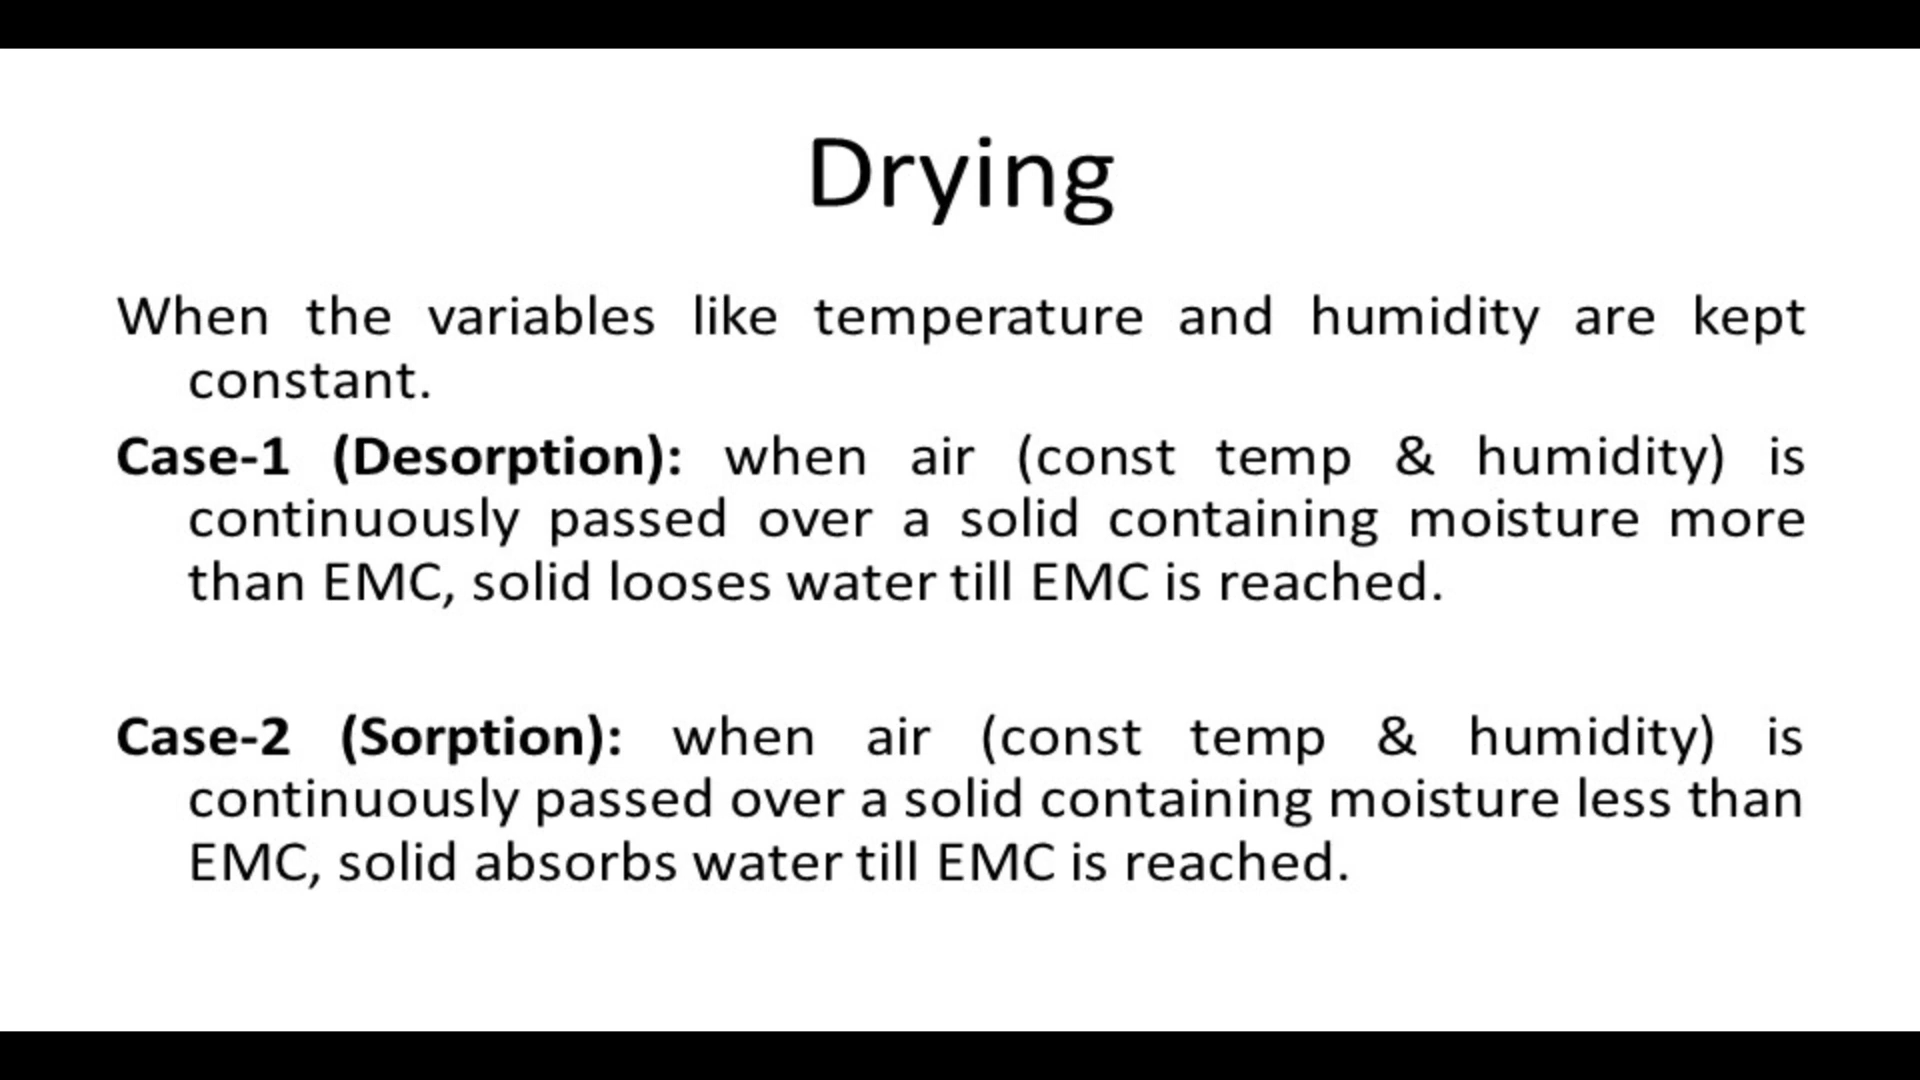 Drying
When the variables like temperature and humidity are kept
constant.
Case-1 (Desorption): when air (const temp & humidity) is
continuously passed over a solid containing moisture more
than EMC, solid looses water till EMC is reached.
Case-2 (Sorption): when air (const temp & humidity) is
continuously passed over a solid containing moisture less than
EMC, solid absorbs water till EMC is reached.